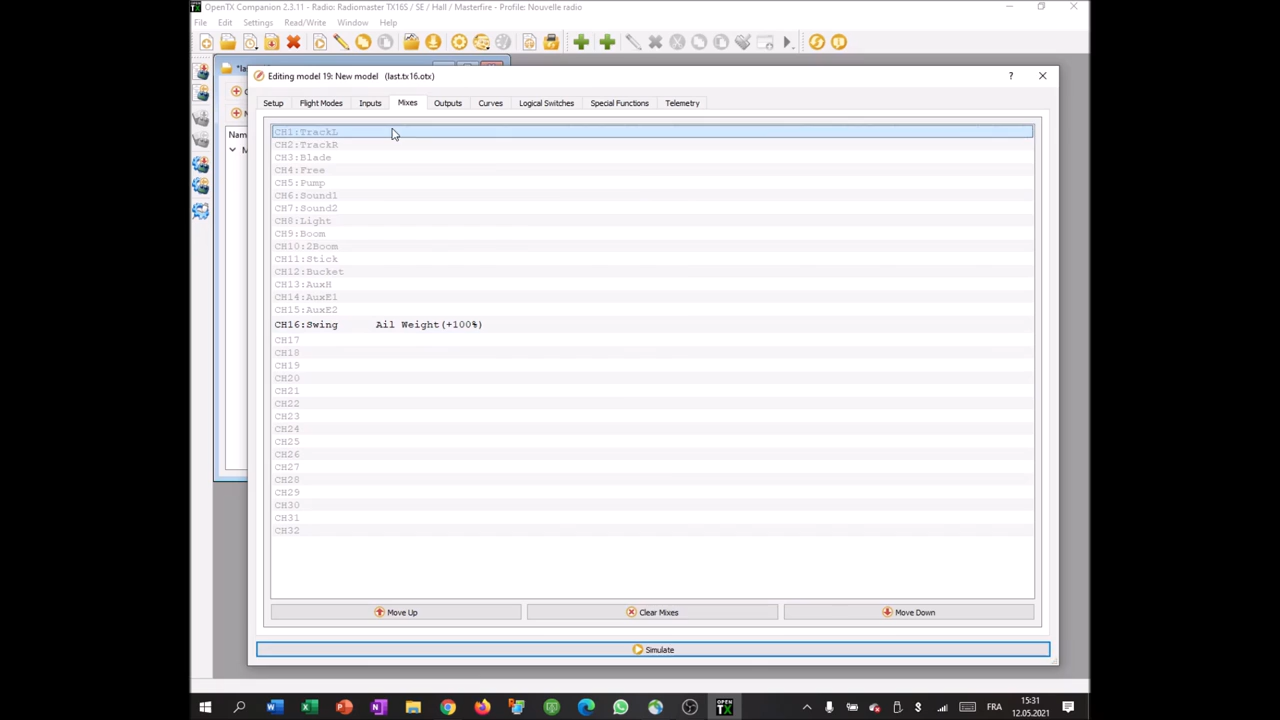 OpenTX Companion 2.3.11 - Radio: Radiomaster TX16S / SE / Hall / Masterfire - Profile: Nouvelle radio
File Edit Settings Read/Write Window Help
Editing model 19: New model (last.tx16.otx)
Setup Flight Modes Inputs Mixes Outputs Curves Logical Switches Special Functions Telemetry
CH1:TrackL
CH2:TrackR
CH3:Blade
CH4:Free
CH5:Pump
CH6:Sound1
CH7:Sound2
CH8:Light
CH9:Boom
CH10:2Boom
CH11:Stick
CH12:Bucket
CH13:AuxH
CH14:AuxE1
CH15:AuxE2
CH16:Swing Ail Weight(+100%)
CH17
CH18
CH19
CH20
CH21
CH22
CH23
CH24
CH25
CH26
CH27
CH28
CH29
CH30
CH31
CH32
Move Up Clear Mixes Move Down
Simulate
FRA
15:31
12.05.2021